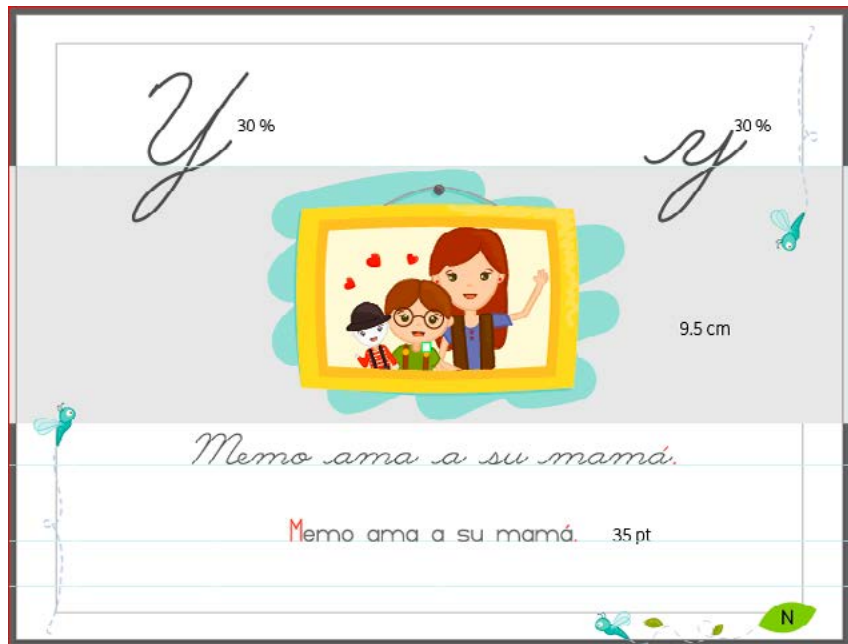 Y 30 % y 30 %
9.5 cm
Memo ama a su mamá.
Memo ama a su mamá. 35 pt
N